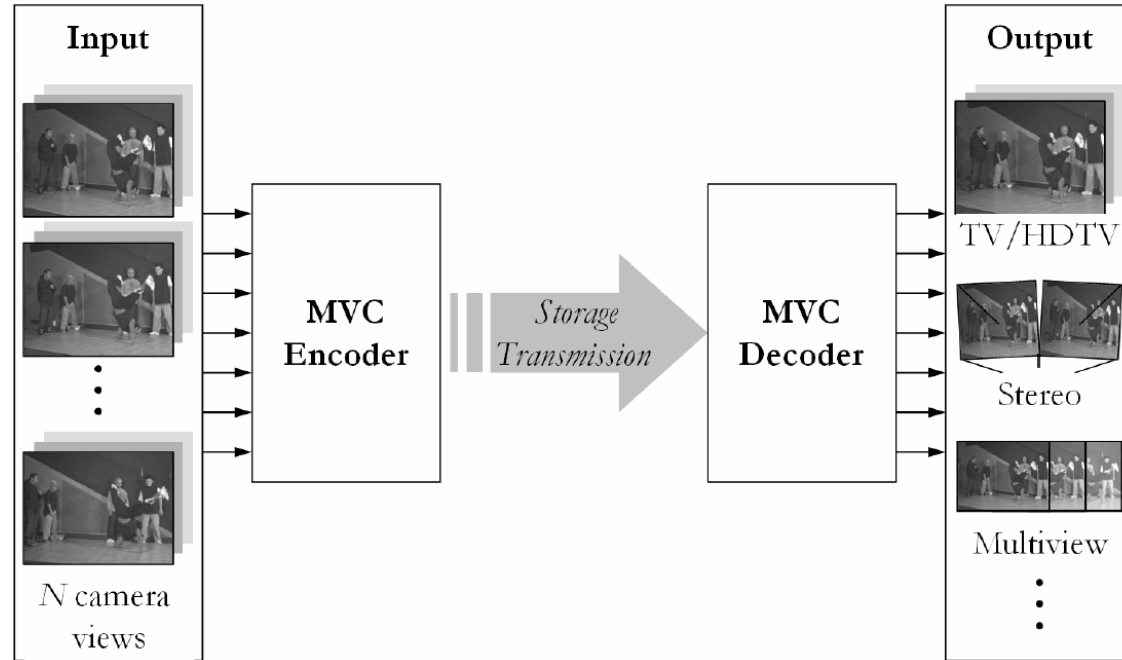 Input
N camera
views
MVC
Encoder
Storage
Transmission
MVC
Decoder
Output
TV/HDTV
Stereo
Multiview